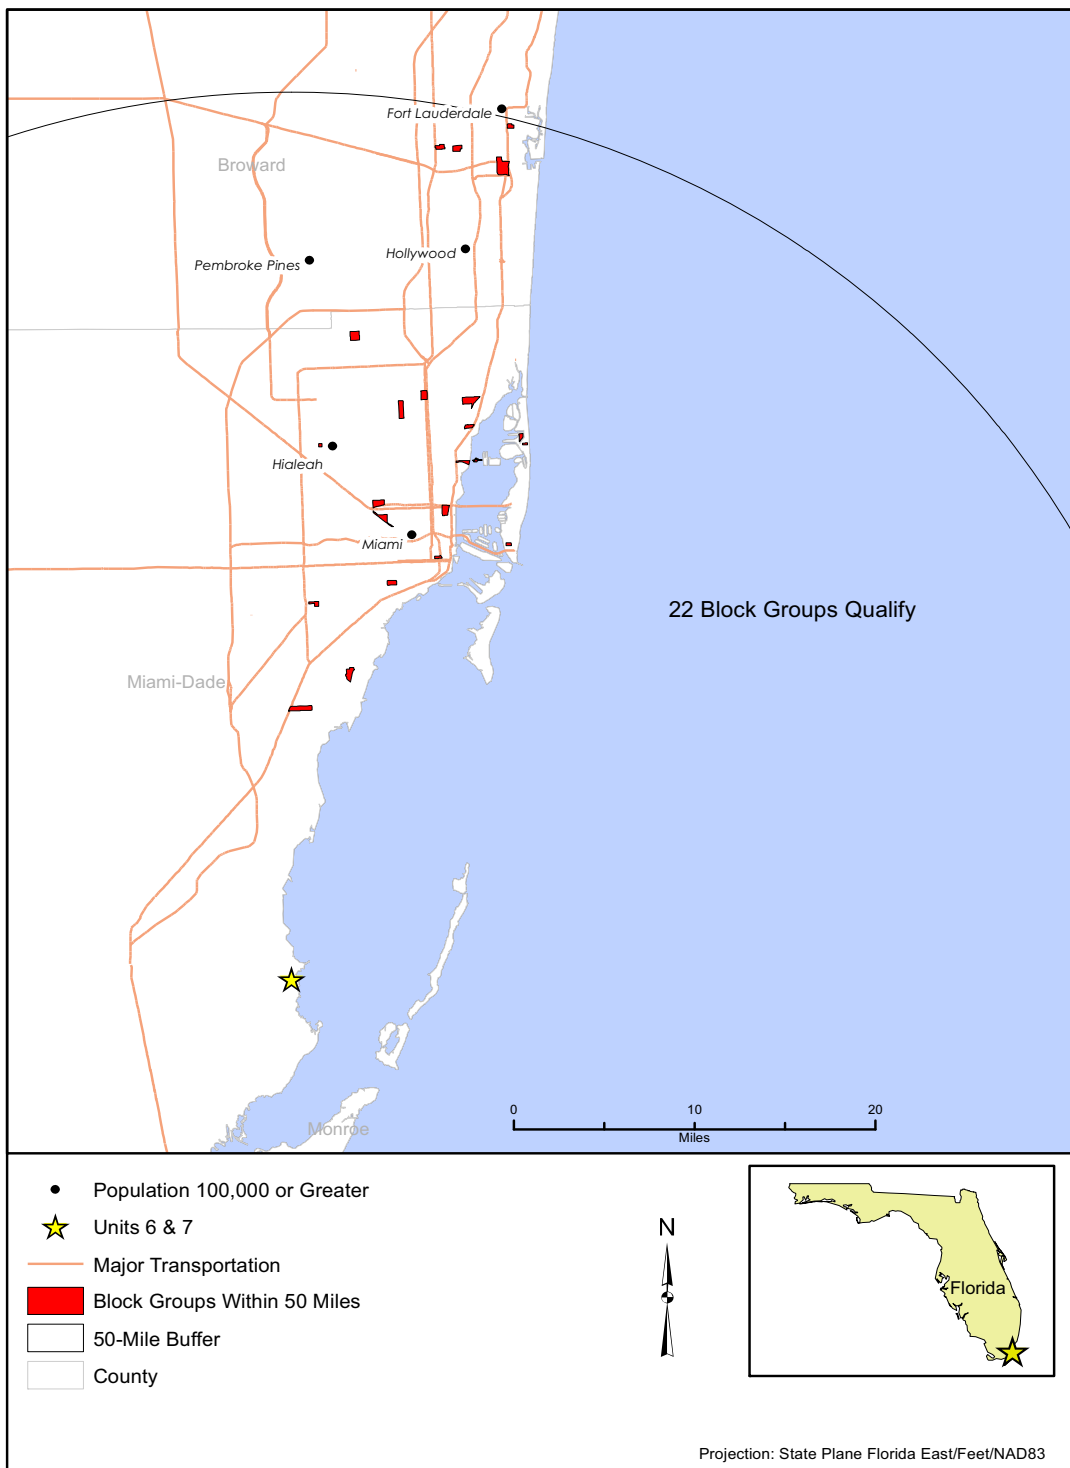 Fort Lauderdale
Broward
Hollywood
Pembroke Pines
Hialeah
Miami
22 Block Groups Qualify
Miami-Dade
0 10 20
Miles
Monroe
Population 100,000 or Greater
Units 6 & 7
Major Transportation
Block Groups Within 50 Miles
50-Mile Buffer
County
N
Florida
Projection: State Plane Florida East/Feet/NAD83